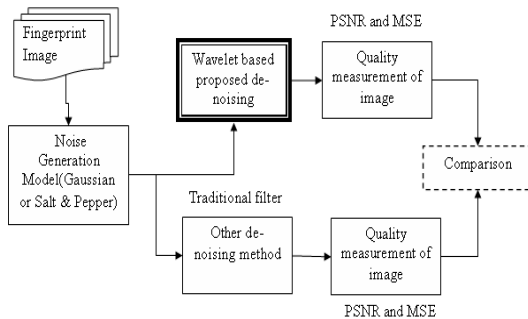 Fingerprint
Image
Noise
Generation
Model(Gaussian
or Salt & Pepper)
Wavelet based
proposed de-
noising
PSNR and MSE
Quality
measurement of
image
Comparison
Traditional filter
Other de-
noising method
Quality
measurement of
image
PSNR and MSE